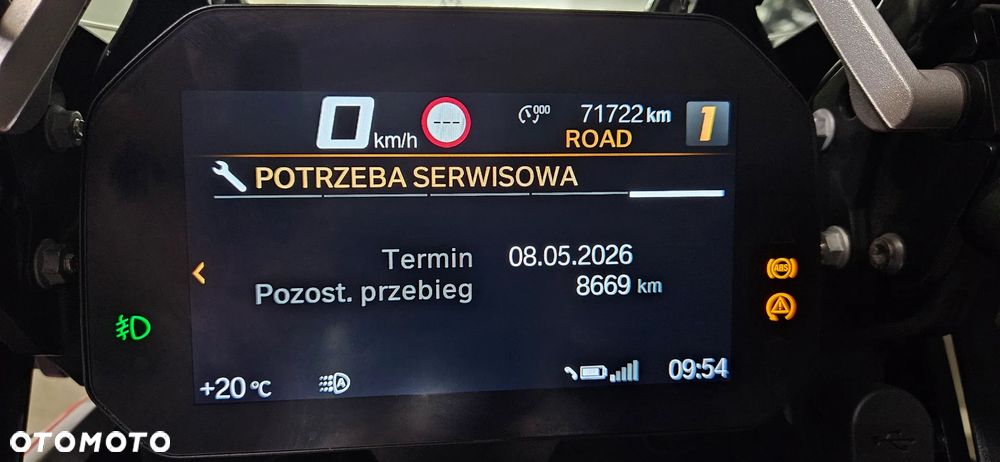 0 km/h --- 000 71722 km 1
ROAD
POTRZEBA SERWISOWA
Termin 08.05.2026
Pozost. przebieg 8669 km
ABS
+20 °C A 09:54
OTOMOTO